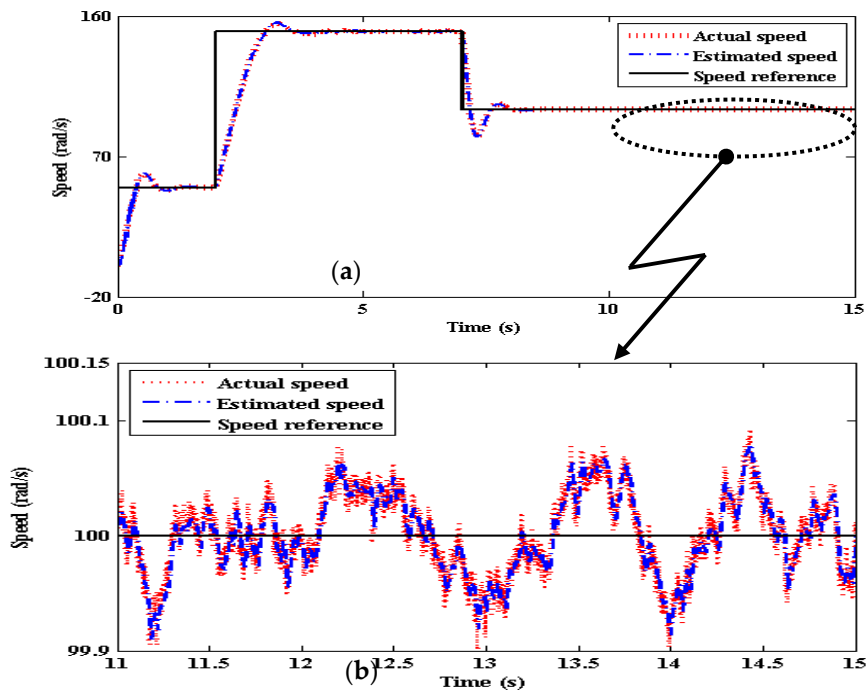 160
Actual speed
Estimated speed
Speed reference
Speed (rad/s)
70
(a)
-20
0
5
10
15
Time (s)
100.15
Actual speed
Estimated speed
Speed reference
100.1
Speed (rad/s)
100
99.9
11
11.5
12
12.5
13
13.5
14
14.5
15
(b)
Time (s)